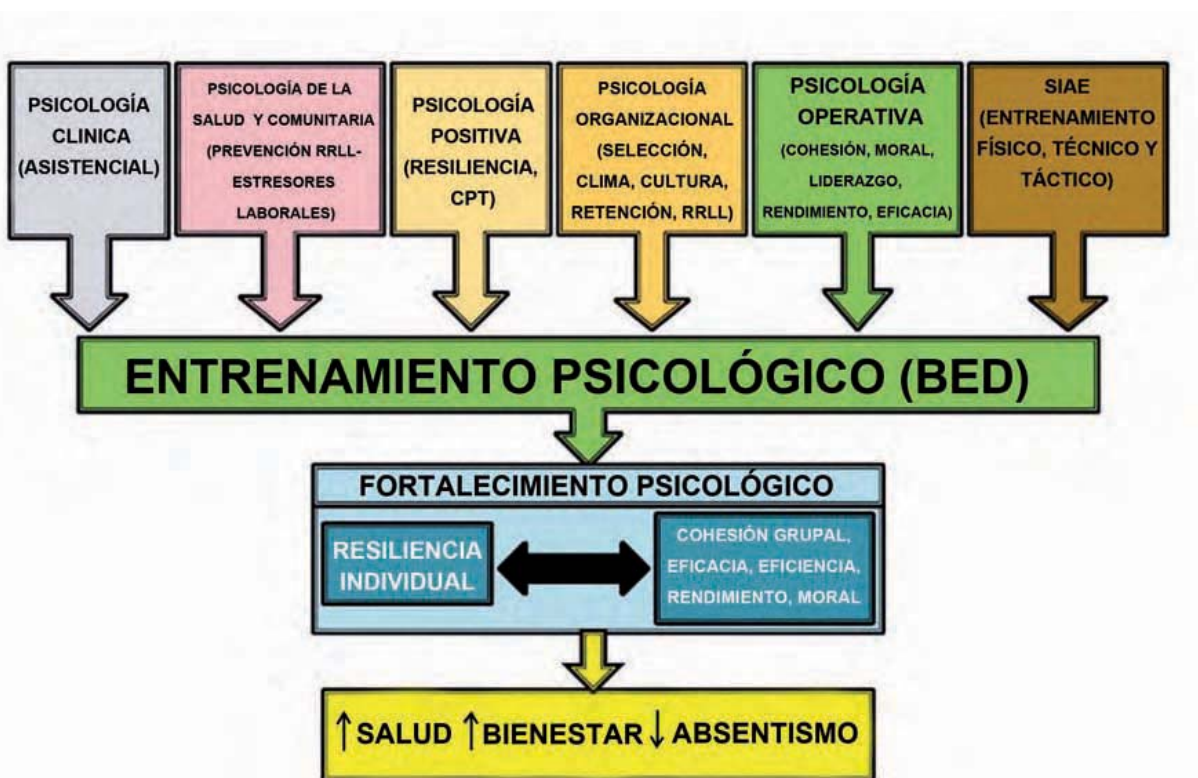 PSICOLOGÍA
CLINICA
(ASISTENCIAL)
PSICOLOGÍA DE LA
SALUD Y COMUNITARIA
(PREVENCIÓN RRLL-
ESTRESORES
LABORALES)
PSICOLOGÍA
POSITIVA
(RESILIENCIA,
CPT)
PSICOLOGÍA
ORGANIZACIONAL
(SELECCIÓN,
CLIMA, CULTURA,
RETENCIÓN, RRLL)
PSICOLOGÍA
OPERATIVA
(COHESIÓN, MORAL,
LIDERAZGO,
RENDIMIENTO, EFICACIA)
SIAE
(ENTRENAMIENTO
FÍSICO, TÉCNICO Y
TÁCTICO)
ENTRENAMIENTO PSICOLÓGICO (BED)
FORTALECIMIENTO PSICOLÓGICO
RESILIENCIA
INDIVIDUAL
COHESIÓN GRUPAL,
EFICACIA, EFICIENCIA,
RENDIMIENTO, MORAL
↑SALUD ↑BIENESTAR ↓ABSENTISMO